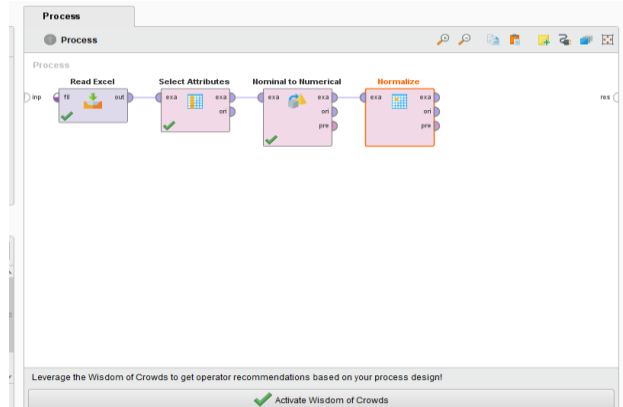 Process
Process
Process
Read Excel
Select Attributes
Nominal to Numerical
Normalize
inp
fil
out
exa
exa
ori
exa
exa
ori
pre
exa
exa
ori
pre
res
Leverage the Wisdom of Crowds to get operator recommendations based on your process design!
Activate Wisdom of Crowds